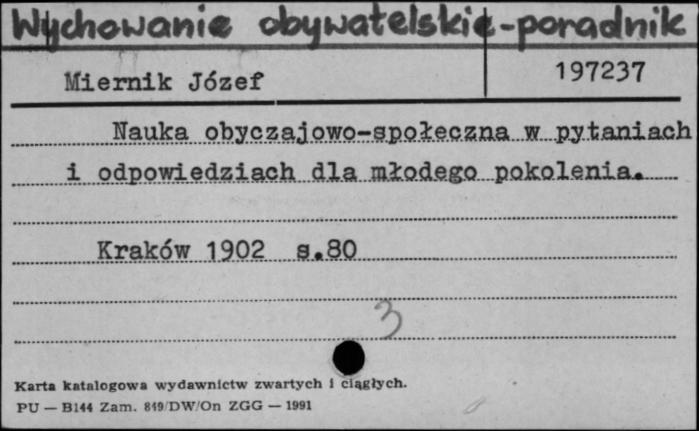 Wychowanie obywatelskie-poradnik
Miernik Józef 197237
Nauka obyczajowo-społeczna w pytaniach
i odpowiedziach dla młodego pokolenia.
Kraków 1902 s.80
3
Karta katalogowa wydawnictw zwartych i ciągłych.
PU — B144 Zam. 849/DW/On ZGG — 1991